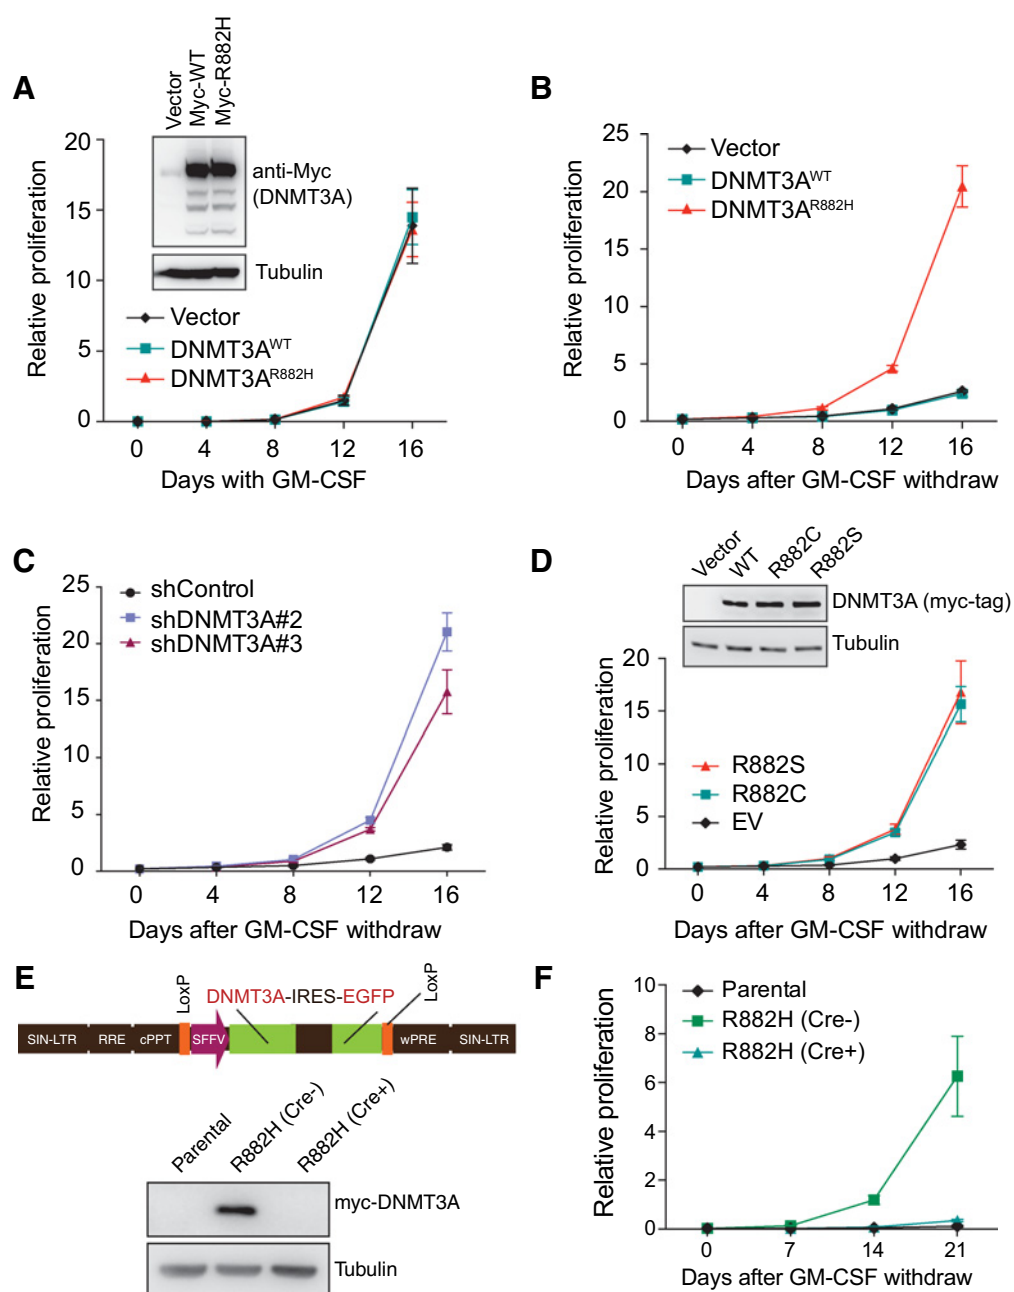 A
Vector
Myc-WT
Myc-R882H
anti-Myc
(DNMT3A)
Tubulin
Relative proliferation
20
15
10
5
0
Vector
DNMT3A^WT
DNMT3A^R882H
0 4 8 12 16
Days with GM-CSF
B
Relative proliferation
25
20
15
10
5
0
Vector
DNMT3A^WT
DNMT3A^R882H
0 4 8 12 16
Days after GM-CSF withdraw
C
Relative proliferation
25
20
15
10
5
0
shControl
shDNMT3A#2
shDNMT3A#3
0 4 8 12 16
Days after GM-CSF withdraw
D
Vector
WT
R882C
R882S
DNMT3A (myc-tag)
Tubulin
Relative proliferation
20
15
10
5
0
R882S
R882C
EV
0 4 8 12 16
Days after GM-CSF withdraw
E
LoxP
DNMT3A-IRES-EGFP
LoxP
SIN-LTR RRE cPPT SFFV wPRE SIN-LTR
Parental
R882H (Cre-)
R882H (Cre+)
myc-DNMT3A
Tubulin
F
Relative proliferation
10
8
6
4
2
0
Parental
R882H (Cre-)
R882H (Cre+)
0 7 14 21
Days after GM-CSF withdraw